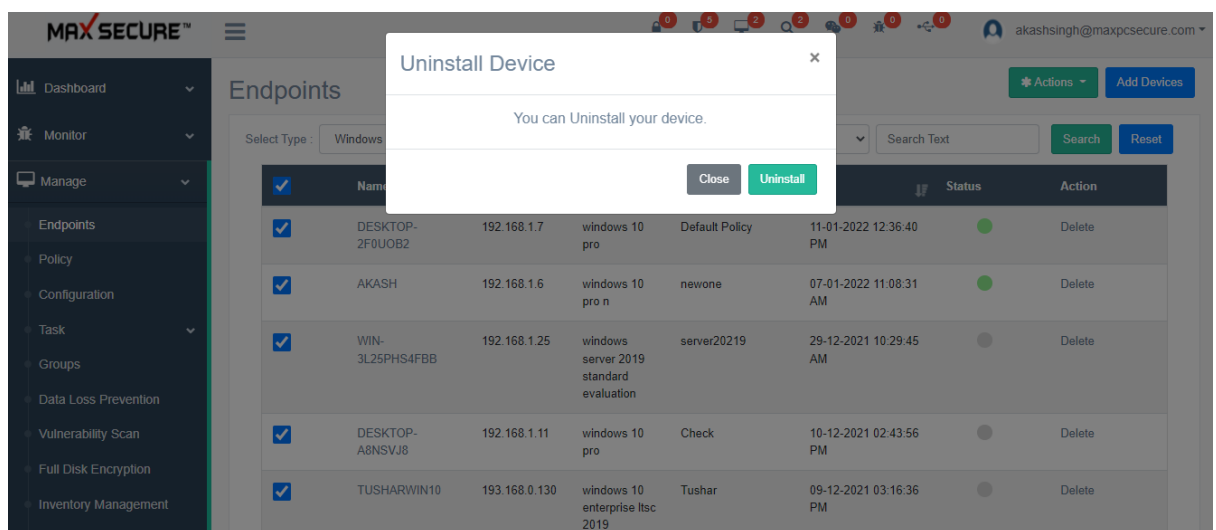 MAX SECURE™
0 5 2 2 0 0 0
akashsingh@maxpcsecure.com
Dashboard
Monitor
Manage
Endpoints
Policy
Configuration
Task
Groups
Data Loss Prevention
Vulnerability Scan
Full Disk Encryption
Inventory Management
Endpoints
Actions
Add Devices
Select Type :
Windows
Search Text
Search
Reset
Uninstall Device
×
You can Uninstall your device.
Close
Uninstall
Status
Action
DESKTOP-
2F0UOB2
192.168.1.7
windows 10
pro
Default Policy
11-01-2022 12:36:40
PM
Delete
AKASH
192.168.1.6
windows 10
pro n
newone
07-01-2022 11:08:31
AM
Delete
WIN-
3L25PHS4FBB
192.168.1.25
windows
server 2019
standard
evaluation
server20219
29-12-2021 10:29:45
AM
Delete
DESKTOP-
A8NSVJ8
192.168.1.11
windows 10
pro
Check
10-12-2021 02:43:56
PM
Delete
TUSHARWIN10
193.168.0.130
windows 10
enterprise ltsc
2019
Tushar
09-12-2021 03:16:36
PM
Delete